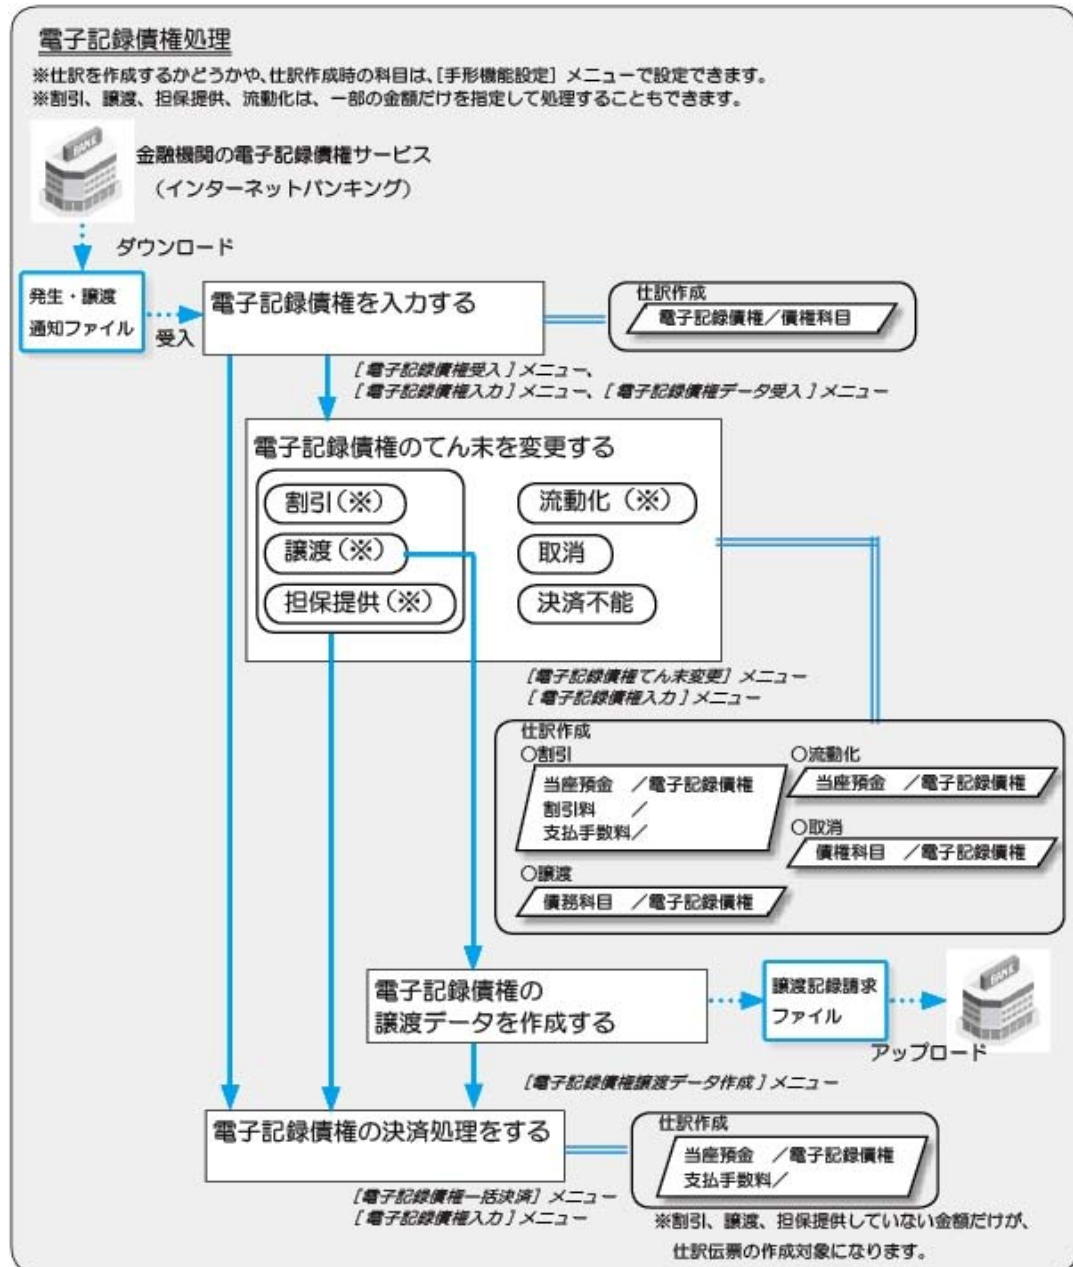 電子記録債権処理
※仕訳を作成するかどうかや、仕訳作成時の科目は、[手形機能設定] メニューで設定できます。
※割引、譲渡、担保提供、流動化は、一部の金額だけを指定して処理することもできます。
BANK
金融機関の電子記録債権サービス
（インターネットバンキング）
ダウンロード
発生・譲渡
通知ファイル
受入
電子記録債権を入力する
仕訳作成
電子記録債権／債権科目
[電子記録債権受入] メニュー、
[電子記録債権入力] メニュー、[電子記録債権データ受入] メニュー
電子記録債権のてん末を変更する
割引（※）
流動化（※）
譲渡（※）
取消
担保提供（※）
決済不能
[電子記録債権てん末変更] メニュー
[電子記録債権入力] メニュー
仕訳作成
○割引
当座預金　／電子記録債権
割引料　　／
支払手数料／
○流動化
当座預金　／電子記録債権
○取消
債権科目　／電子記録債権
○譲渡
債務科目　／電子記録債権
電子記録債権の
譲渡データを作成する
譲渡記録請求
ファイル
BANK
アップロード
[電子記録債権譲渡データ作成] メニュー
電子記録債権の決済処理をする
仕訳作成
当座預金　／電子記録債権
支払手数料／
[電子記録債権一括決済] メニュー
[電子記録債権入力] メニュー
※割引、譲渡、担保提供していない金額だけが、
仕訳伝票の作成対象になります。